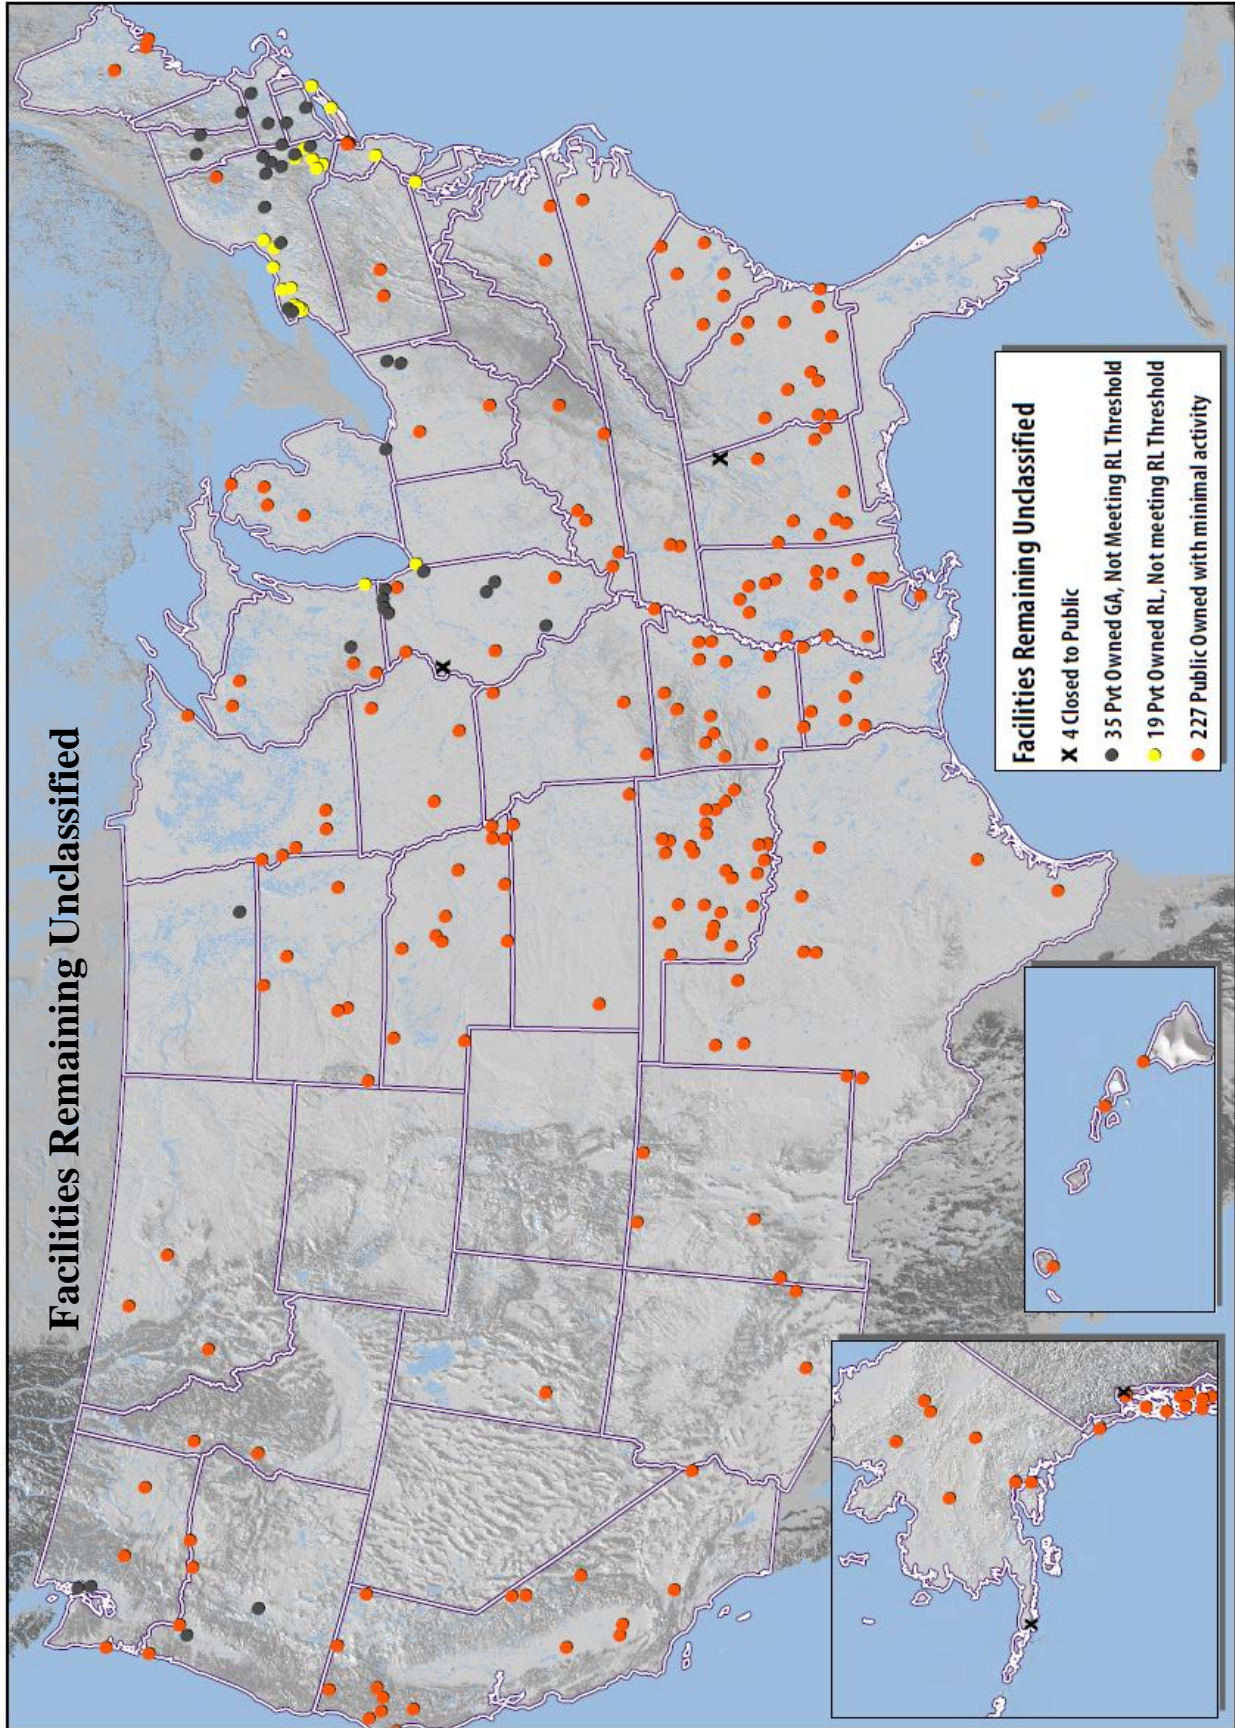 Facilities Remaining Unclassified
Facilities Remaining Unclassified
x 4 Closed to Public
35 Pvt Owned GA, Not Meeting RL Threshold
19 Pvt Owned RL, Not meeting RL Threshold
227 Public Owned with minimal activity